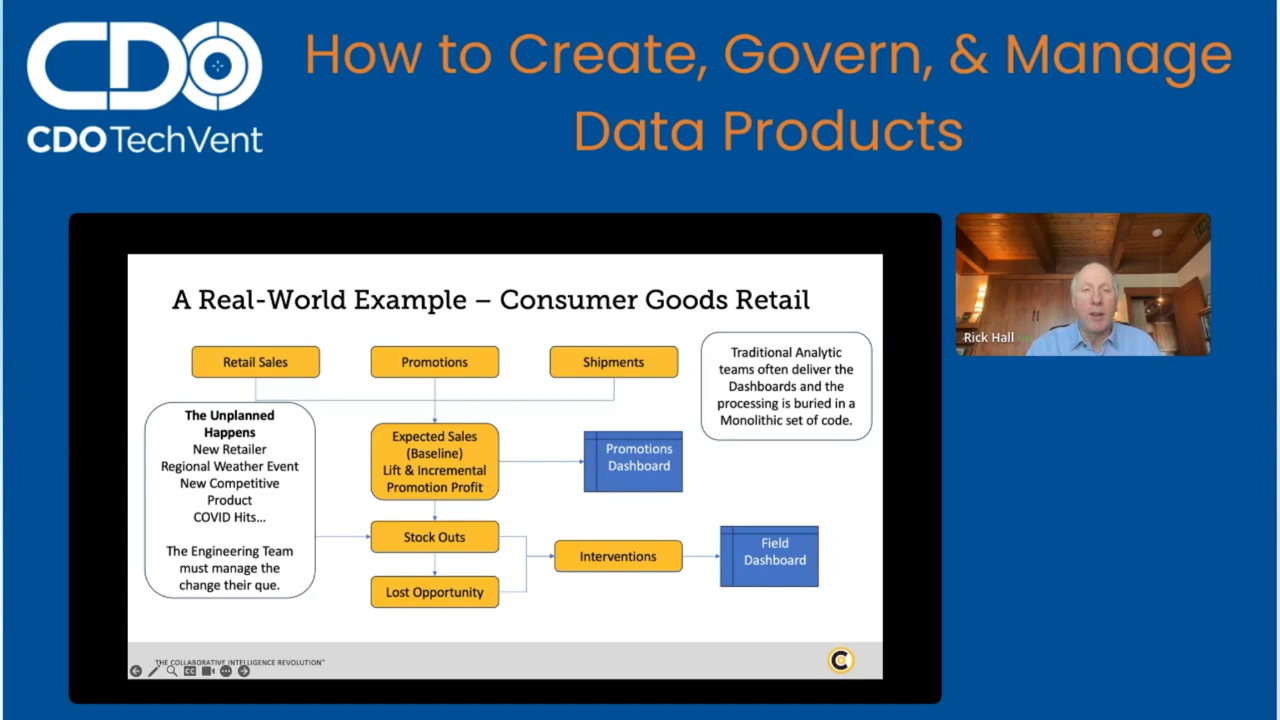 CDO
CDO TechVent
How to Create, Govern, & Manage
Data Products
A Real-World Example – Consumer Goods Retail
Retail Sales
Promotions
Shipments
Traditional Analytic
teams often deliver the
Dashboards and the
processing is buried in a
Monolithic set of code.
The Unplanned
Happens
New Retailer
Regional Weather Event
New Competitive
Product
COVID Hits...
The Engineering Team
must manage the
change their que.
Expected Sales
(Baseline)
Lift & Incremental
Promotion Profit
Promotions
Dashboard
Stock Outs
Lost Opportunity
Interventions
Field
Dashboard
THE COLLABORATIVE INTELLIGENCE REVOLUTION™
CC
C
Rick Hall